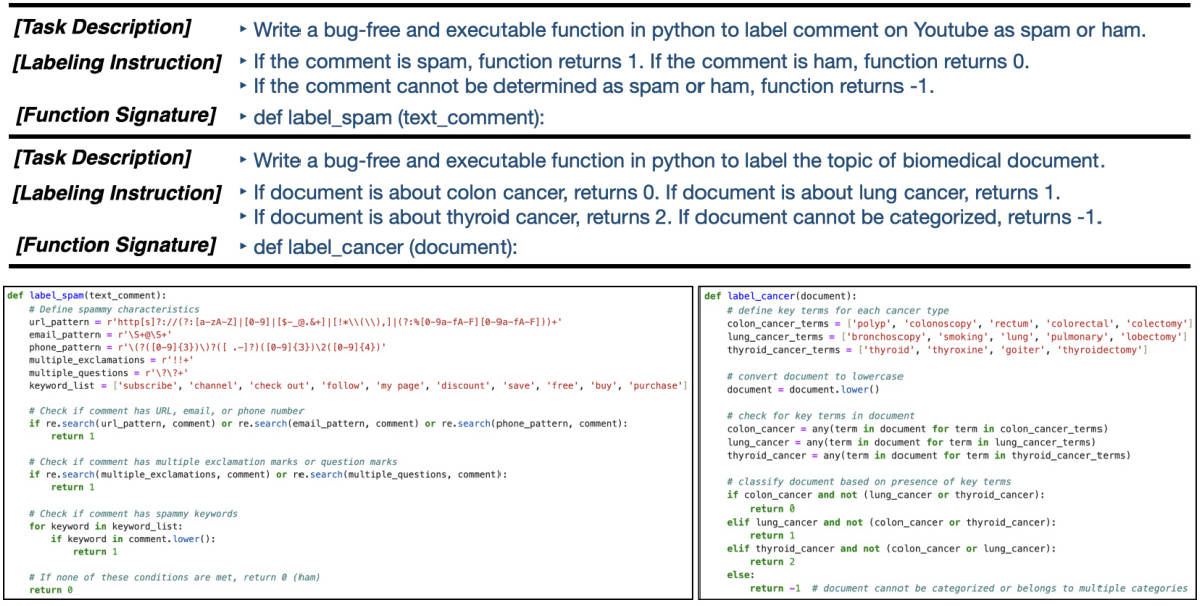 [Task Description] ‣ Write a bug-free and executable function in python to label comment on Youtube as spam or ham.
[Labeling Instruction] ‣ If the comment is spam, function returns 1. If the comment is ham, function returns 0.
‣ If the comment cannot be determined as spam or ham, function returns -1.
[Function Signature] ‣ def label_spam (text_comment):
[Task Description] ‣ Write a bug-free and executable function in python to label the topic of biomedical document.
[Labeling Instruction] ‣ If document is about colon cancer, returns 0. If document is about lung cancer, returns 1.
‣ If document is about thyroid cancer, returns 2. If document cannot be categorized, returns -1.
[Function Signature] ‣ def label_cancer (document):
def label_spam(text_comment):
# Define spammy characteristics
url_pattern = r'http[s]?://(?:[a-zA-Z]|[0-9]|[$-_@.&+]|[!*\\(\\),]|(?:%[0-9a-fA-F][0-9a-fA-F]))+'
email_pattern = r'\S+@\S+'
phone_pattern = r'\(?([0-9]{3})\)?([ .-]?)([0-9]{3})\2([0-9]{4})'
multiple_exclamations = r'!!+'
multiple_questions = r'\?\?+'
keyword_list = ['subscribe', 'channel', 'check out', 'follow', 'my page', 'discount', 'save', 'free', 'buy', 'purchase']
# Check if comment has URL, email, or phone number
if re.search(url_pattern, comment) or re.search(email_pattern, comment) or re.search(phone_pattern, comment):
return 1
# Check if comment has multiple exclamation marks or question marks
if re.search(multiple_exclamations, comment) or re.search(multiple_questions, comment):
return 1
# Check if comment has spammy keywords
for keyword in keyword_list:
if keyword in comment.lower():
return 1
# If none of these conditions are met, return 0 (ham)
return 0
def label_cancer(document):
# define key terms for each cancer type
colon_cancer_terms = ['polyp', 'colonoscopy', 'rectum', 'colorectal', 'colectomy']
lung_cancer_terms = ['bronchoscopy', 'smoking', 'lung', 'pulmonary', 'lobectomy']
thyroid_cancer_terms = ['thyroid', 'thyroxine', 'goiter', 'thyroidectomy']
# convert document to lowercase
document = document.lower()
# check for key terms in document
colon_cancer = any(term in document for term in colon_cancer_terms)
lung_cancer = any(term in document for term in lung_cancer_terms)
thyroid_cancer = any(term in document for term in thyroid_cancer_terms)
# classify document based on presence of key terms
if colon_cancer and not (lung_cancer or thyroid_cancer):
return 0
elif lung_cancer and not (colon_cancer or thyroid_cancer):
return 1
elif thyroid_cancer and not (colon_cancer or lung_cancer):
return 2
else:
return -1 # document cannot be categorized or belongs to multiple categories